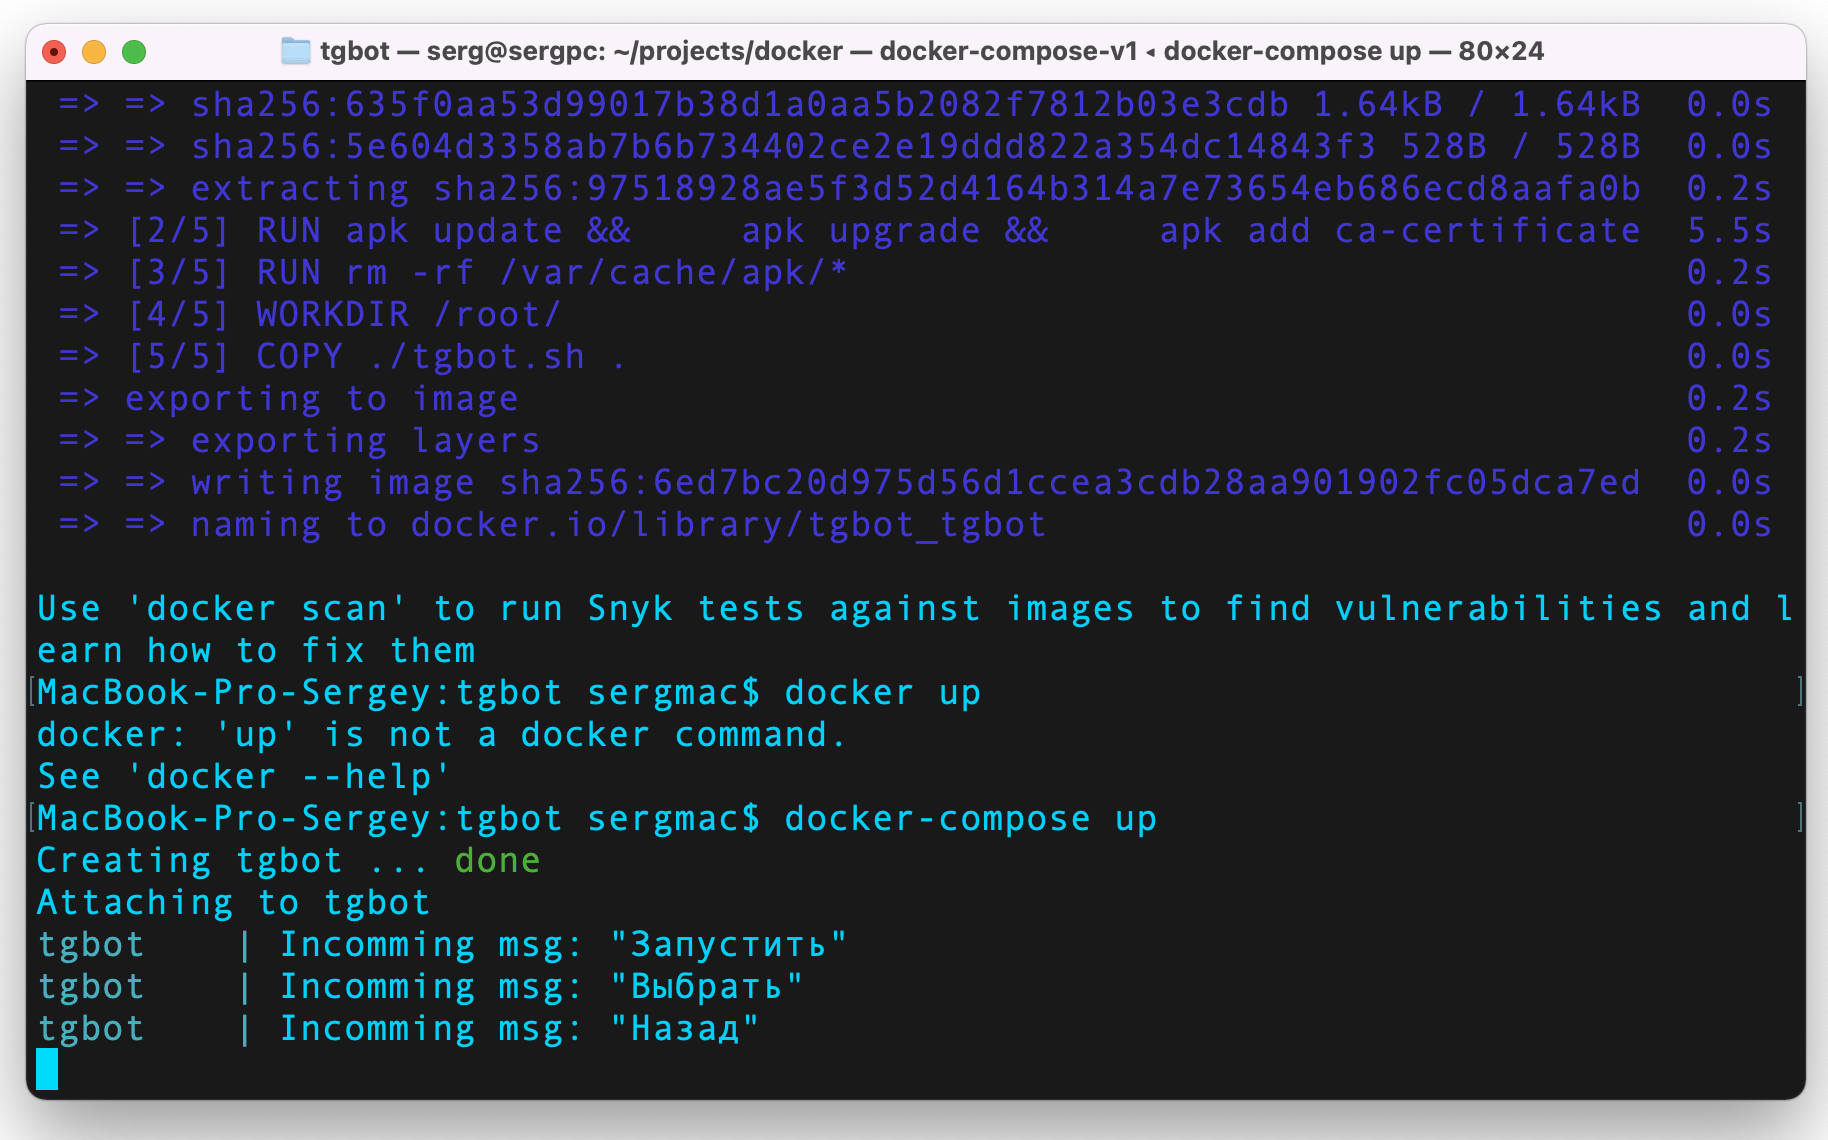 tgbot — serg@sergpc: ~/projects/docker — docker-compose-v1 ◂ docker-compose up — 80×24
=> => sha256:635f0aa53d99017b38d1a0aa5b2082f7812b03e3cdb 1.64kB / 1.64kB 0.0s
=> => sha256:5e604d3358ab7b6b734402ce2e19ddd822a354dc14843f3 528B / 528B 0.0s
=> => extracting sha256:97518928ae5f3d52d4164b314a7e73654eb686ecd8aafa0b 0.2s
=> [2/5] RUN apk update &&     apk upgrade &&     apk add ca-certificate 5.5s
=> [3/5] RUN rm -rf /var/cache/apk/* 0.2s
=> [4/5] WORKDIR /root/ 0.0s
=> [5/5] COPY ./tgbot.sh . 0.0s
=> exporting to image 0.2s
=> => exporting layers 0.2s
=> => writing image sha256:6ed7bc20d975d56d1ccea3cdb28aa901902fc05dca7ed 0.0s
=> => naming to docker.io/library/tgbot_tgbot 0.0s
Use 'docker scan' to run Snyk tests against images to find vulnerabilities and l
earn how to fix them
[MacBook-Pro-Sergey:tgbot sergmac$ docker up ]
docker: 'up' is not a docker command.
See 'docker --help'
[MacBook-Pro-Sergey:tgbot sergmac$ docker-compose up ]
Creating tgbot ... done
Attaching to tgbot
tgbot    | Incomming msg: "Запустить"
tgbot    | Incomming msg: "Выбрать"
tgbot    | Incomming msg: "Назад"